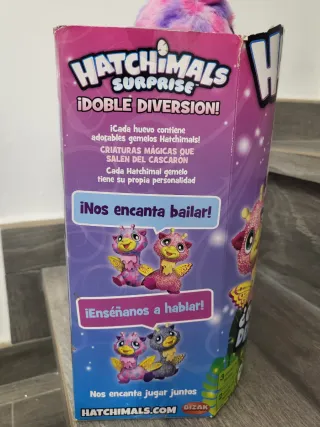 HATCHIMALS
SURPRISE
¡DOBLE DIVERSION!
¡Cada huevo contiene
adorables gemelos Hatchimals!
CRIATURAS MÁGICAS QUE
SALEN DEL CASCARÓN
Cada Hatchimal gemelo
tiene su propia personalidad
¡Nos encanta bailar!
¡Enséñanos a hablar!
Nos encanta jugar juntos
HATCHIMALS.COM
DIZAK